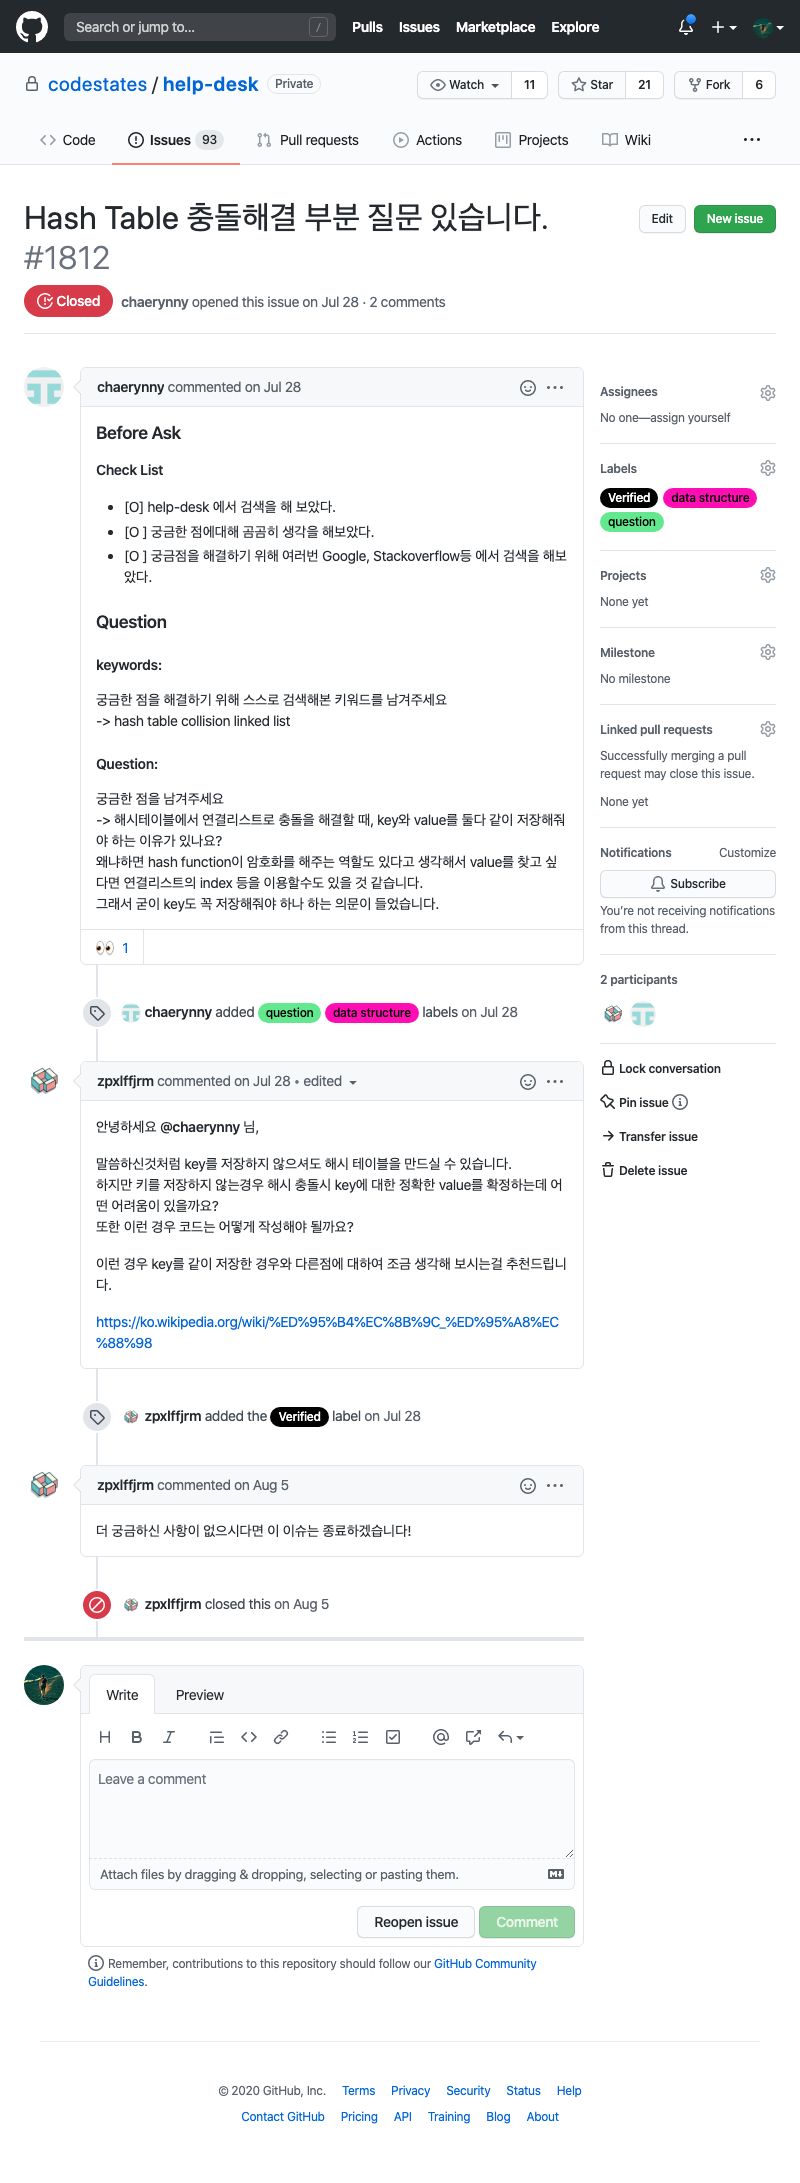 Search or jump to... /
Pulls Issues Marketplace Explore
codestates / help-desk Private
Watch 11 Star 21 Fork 6
Code Issues 93 Pull requests Actions Projects Wiki ...
Hash Table 충돌해결 부분 질문 있습니다.
#1812
Edit New issue
Closed chaerynny opened this issue on Jul 28 · 2 comments
chaerynny commented on Jul 28
Before Ask
Check List
• [O] help-desk 에서 검색을 해 보았다.
• [O ] 궁금한 점에대해 곰곰히 생각을 해보았다.
• [O ] 궁금점을 해결하기 위해 여러번 Google, Stackoverflow등 에서 검색을 해보
았다.
Question
keywords:
궁금한 점을 해결하기 위해 스스로 검색해본 키워드를 남겨주세요
-> hash table collision linked list
Question:
궁금한 점을 남겨주세요
-> 해시테이블에서 연결리스트로 충돌을 해결할 때, key와 value를 둘다 같이 저장해줘
야 하는 이유가 있나요?
왜냐하면 hash function이 암호화를 해주는 역할도 있다고 생각해서 value를 찾고 싶
다면 연결리스트의 index 등을 이용할수도 있을 것 같습니다.
그래서 굳이 key도 꼭 저장해줘야 하나 하는 의문이 들었습니다.
👀 1
chaerynny added question data structure labels on Jul 28
zpxlffjrm commented on Jul 28 • edited
안녕하세요 @chaerynny 님,
말씀하신것처럼 key를 저장하지 않으셔도 해시 테이블을 만드실 수 있습니다.
하지만 키를 저장하지 않는경우 해시 충돌시 key에 대한 정확한 value를 확정하는데 어
떤 어려움이 있을까요?
또한 이런 경우 코드는 어떻게 작성해야 될까요?
이런 경우 key를 같이 저장한 경우와 다른점에 대하여 조금 생각해 보시는걸 추천드립니
다.
https://ko.wikipedia.org/wiki/%ED%95%B4%EC%8B%9C_%ED%95%A8%EC
%88%98
zpxlffjrm added the Verified label on Jul 28
zpxlffjrm commented on Aug 5
더 궁금하신 사항이 없으시다면 이 이슈는 종료하겠습니다!
zpxlffjrm closed this on Aug 5
Write Preview
H B I @
Leave a comment
Attach files by dragging & dropping, selecting or pasting them.
Reopen issue Comment
Remember, contributions to this repository should follow our GitHub Community
Guidelines.
Assignees
No one—assign yourself
Labels
Verified data structure
question
Projects
None yet
Milestone
No milestone
Linked pull requests
Successfully merging a pull
request may close this issue.
None yet
Notifications Customize
Subscribe
You're not receiving notifications
from this thread.
2 participants
Lock conversation
Pin issue
Transfer issue
Delete issue
© 2020 GitHub, Inc. Terms Privacy Security Status Help
Contact GitHub Pricing API Training Blog About